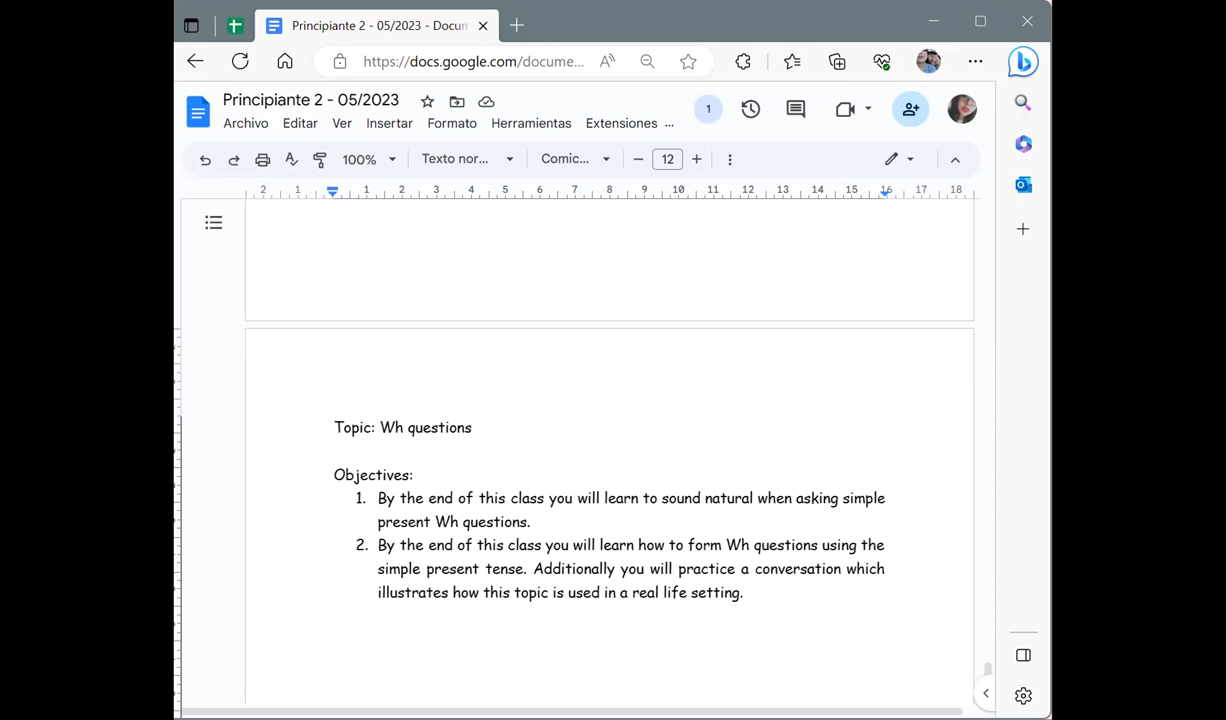 Principiante 2 - 05/2023 - Docun
https://docs.google.com/docume...
Principiante 2 - 05/2023
1
Archivo Editar Ver Insertar Formato Herramientas Extensiones ...
100% Texto nor... Comic... 12
2 1 1 2 3 4 5 6 7 8 9 10 11 12 13 14 15 16 17 18
Topic: Wh questions
Objectives:
1. By the end of this class you will learn to sound natural when asking simple
present Wh questions.
2. By the end of this class you will learn how to form Wh questions using the
simple present tense. Additionally you will practice a conversation which
illustrates how this topic is used in a real life setting.